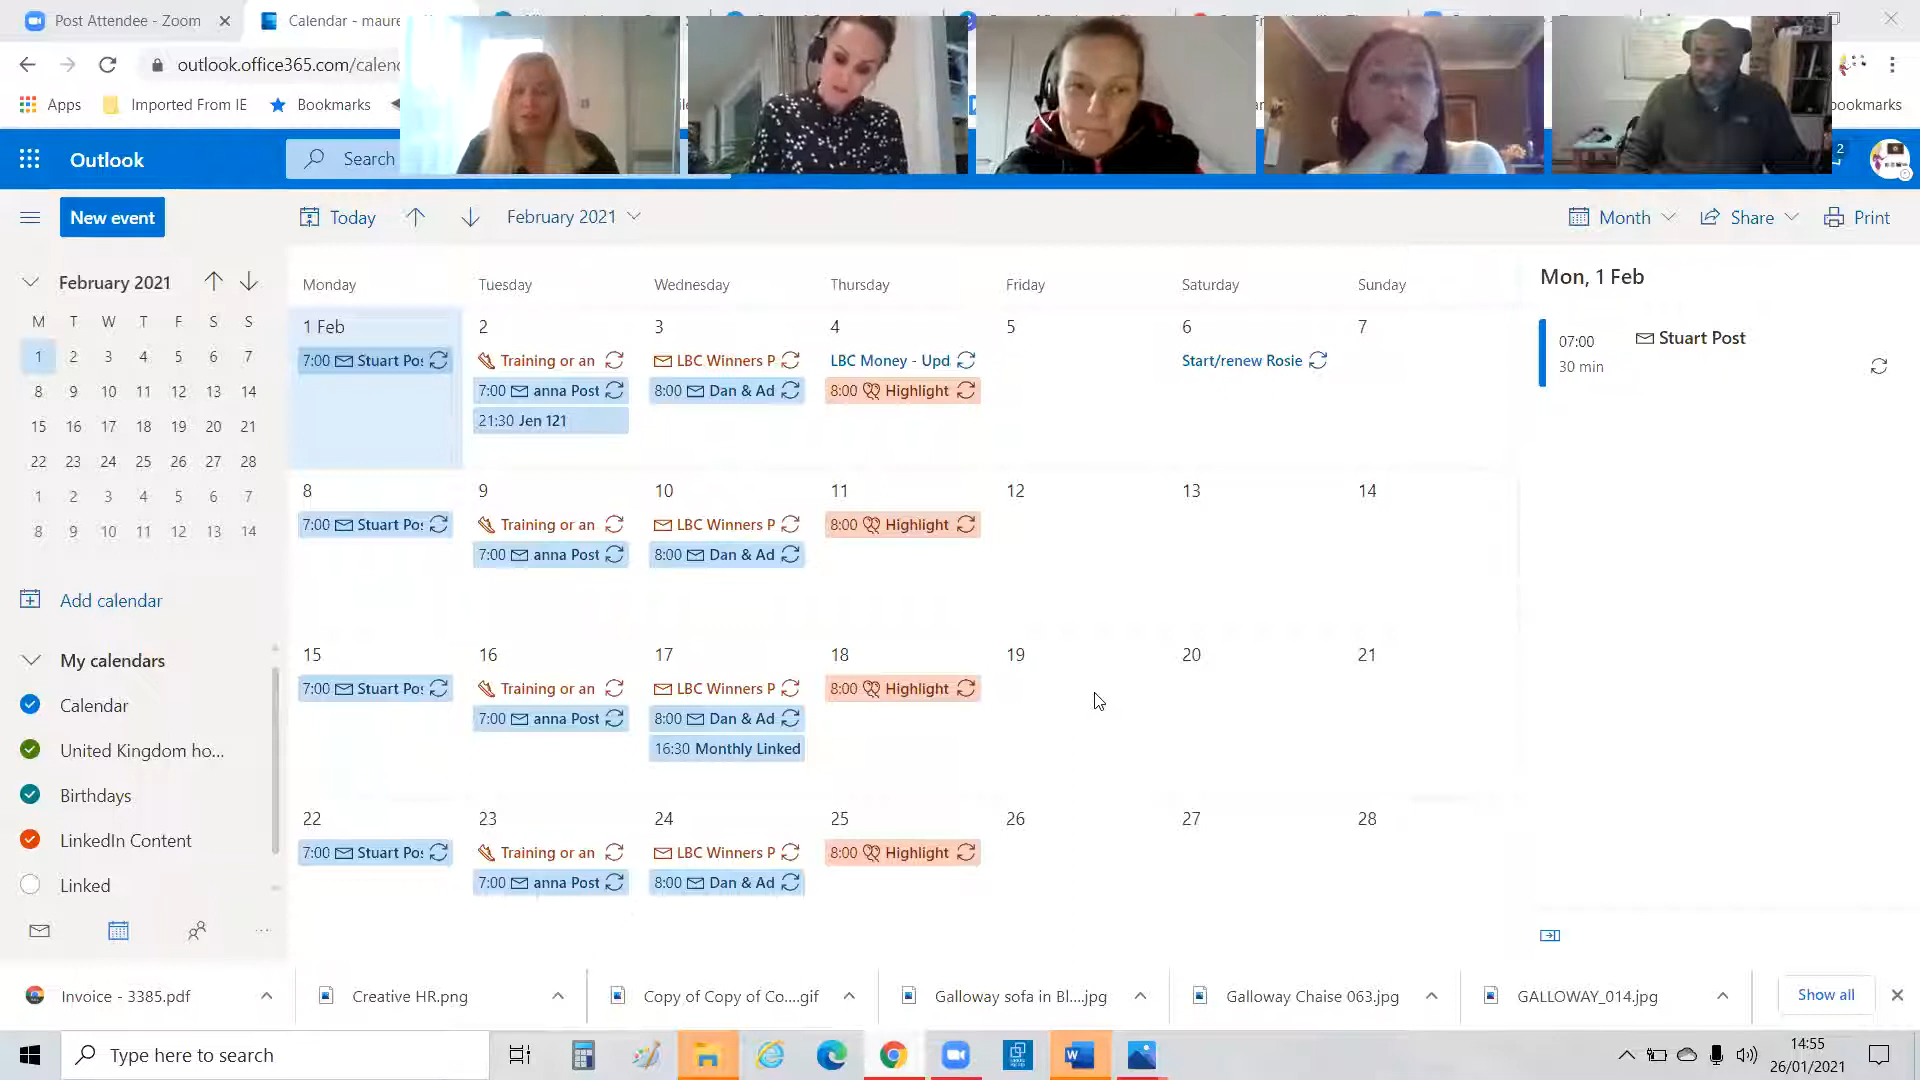 Post Attendee - Zoom
Calendar - maure
outlook.office365.com/calenc
Apps
Imported From IE
Bookmarks
bookmarks
Outlook
Search
2
New event
Today
February 2021
Month
Share
Print
February 2021
M T W T F S S
1 2 3 4 5 6 7
8 9 10 11 12 13 14
15 16 17 18 19 20 21
22 23 24 25 26 27 28
1 2 3 4 5 6 7
8 9 10 11 12 13 14
Add calendar
My calendars
Calendar
United Kingdom ho...
Birthdays
LinkedIn Content
Linked
Monday Tuesday Wednesday Thursday Friday Saturday Sunday
1 Feb 2 3 4 5 6 7
7:00 Stuart Pos Training or an LBC Winners P LBC Money - Upd Start/renew Rosie
7:00 anna Post 8:00 Dan & Ad 8:00 Highlight
21:30 Jen 121
8 9 10 11 12 13 14
7:00 Stuart Pos Training or an LBC Winners P 8:00 Highlight
7:00 anna Post 8:00 Dan & Ad
15 16 17 18 19 20 21
7:00 Stuart Pos Training or an LBC Winners P 8:00 Highlight
7:00 anna Post 8:00 Dan & Ad
16:30 Monthly Linked
22 23 24 25 26 27 28
7:00 Stuart Pos Training or an LBC Winners P 8:00 Highlight
7:00 anna Post 8:00 Dan & Ad
Mon, 1 Feb
07:00 Stuart Post
30 min
Invoice - 3385.pdf
Creative HR.png
Copy of Copy of Co....gif
Galloway sofa in Bl....jpg
Galloway Chaise 063.jpg
GALLOWAY_014.jpg
Show all
Type here to search
14:55
26/01/2021